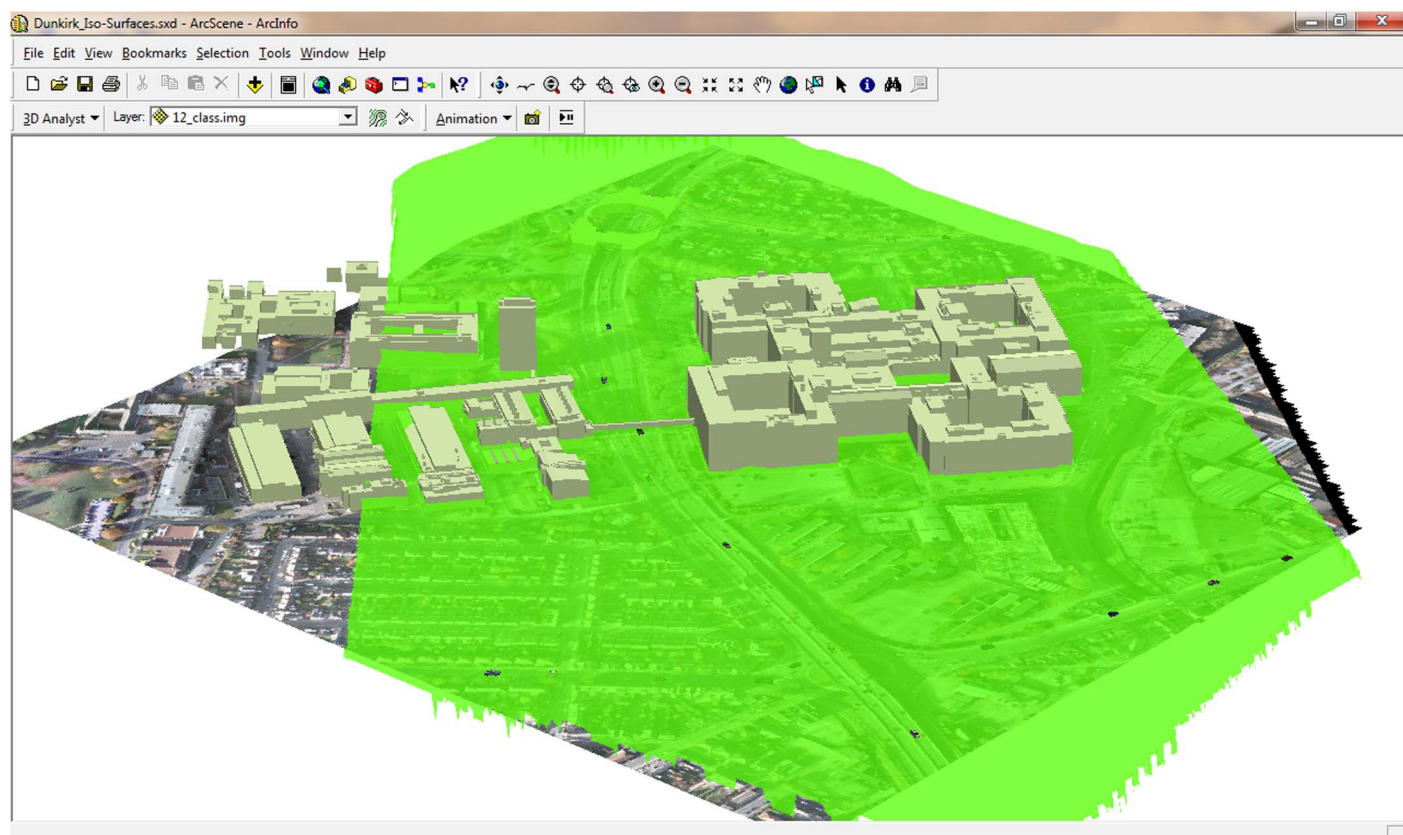 Dunkirk_Iso-Surfaces.sxd - ArcScene - ArcInfo
File Edit View Bookmarks Selection Tools Window Help
3D Analyst Layer: 12_class.img Animation